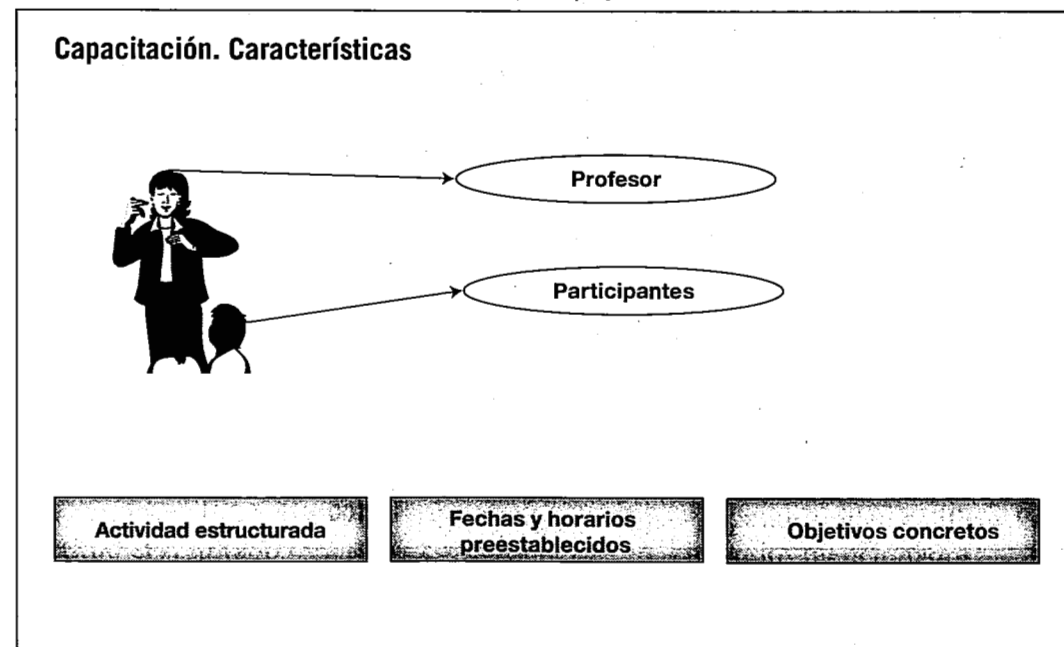 Capacitación. Características
Profesor
Participantes
Actividad estructurada
Fechas y horarios
preestablecidos
Objetivos concretos